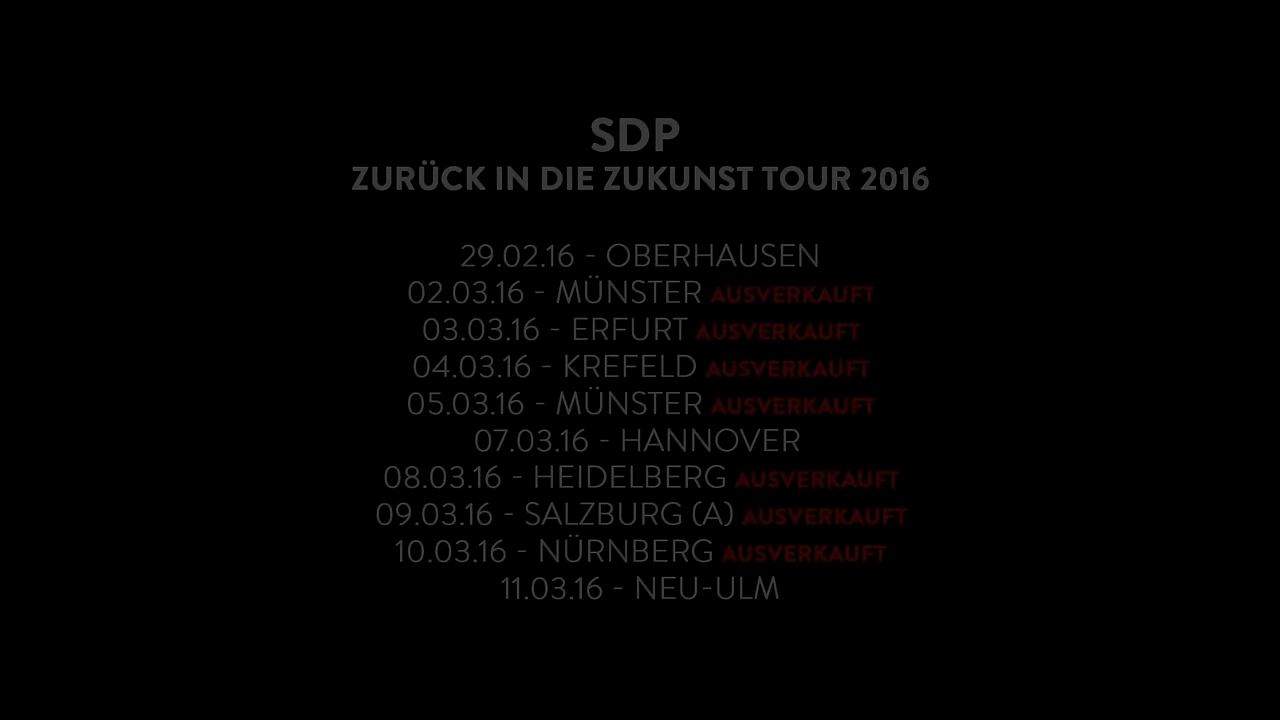 SDP
ZURÜCK IN DIE ZUKUNST TOUR 2016
29.02.16 - OBERHAUSEN
02.03.16 - MÜNSTER AUSVERKAUFT
03.03.16 - ERFURT AUSVERKAUFT
04.03.16 - KREFELD AUSVERKAUFT
05.03.16 - MÜNSTER AUSVERKAUFT
07.03.16 - HANNOVER
08.03.16 - HEIDELBERG AUSVERKAUFT
09.03.16 - SALZBURG (A) AUSVERKAUFT
10.03.16 - NÜRNBERG AUSVERKAUFT
11.03.16 - NEU-ULM